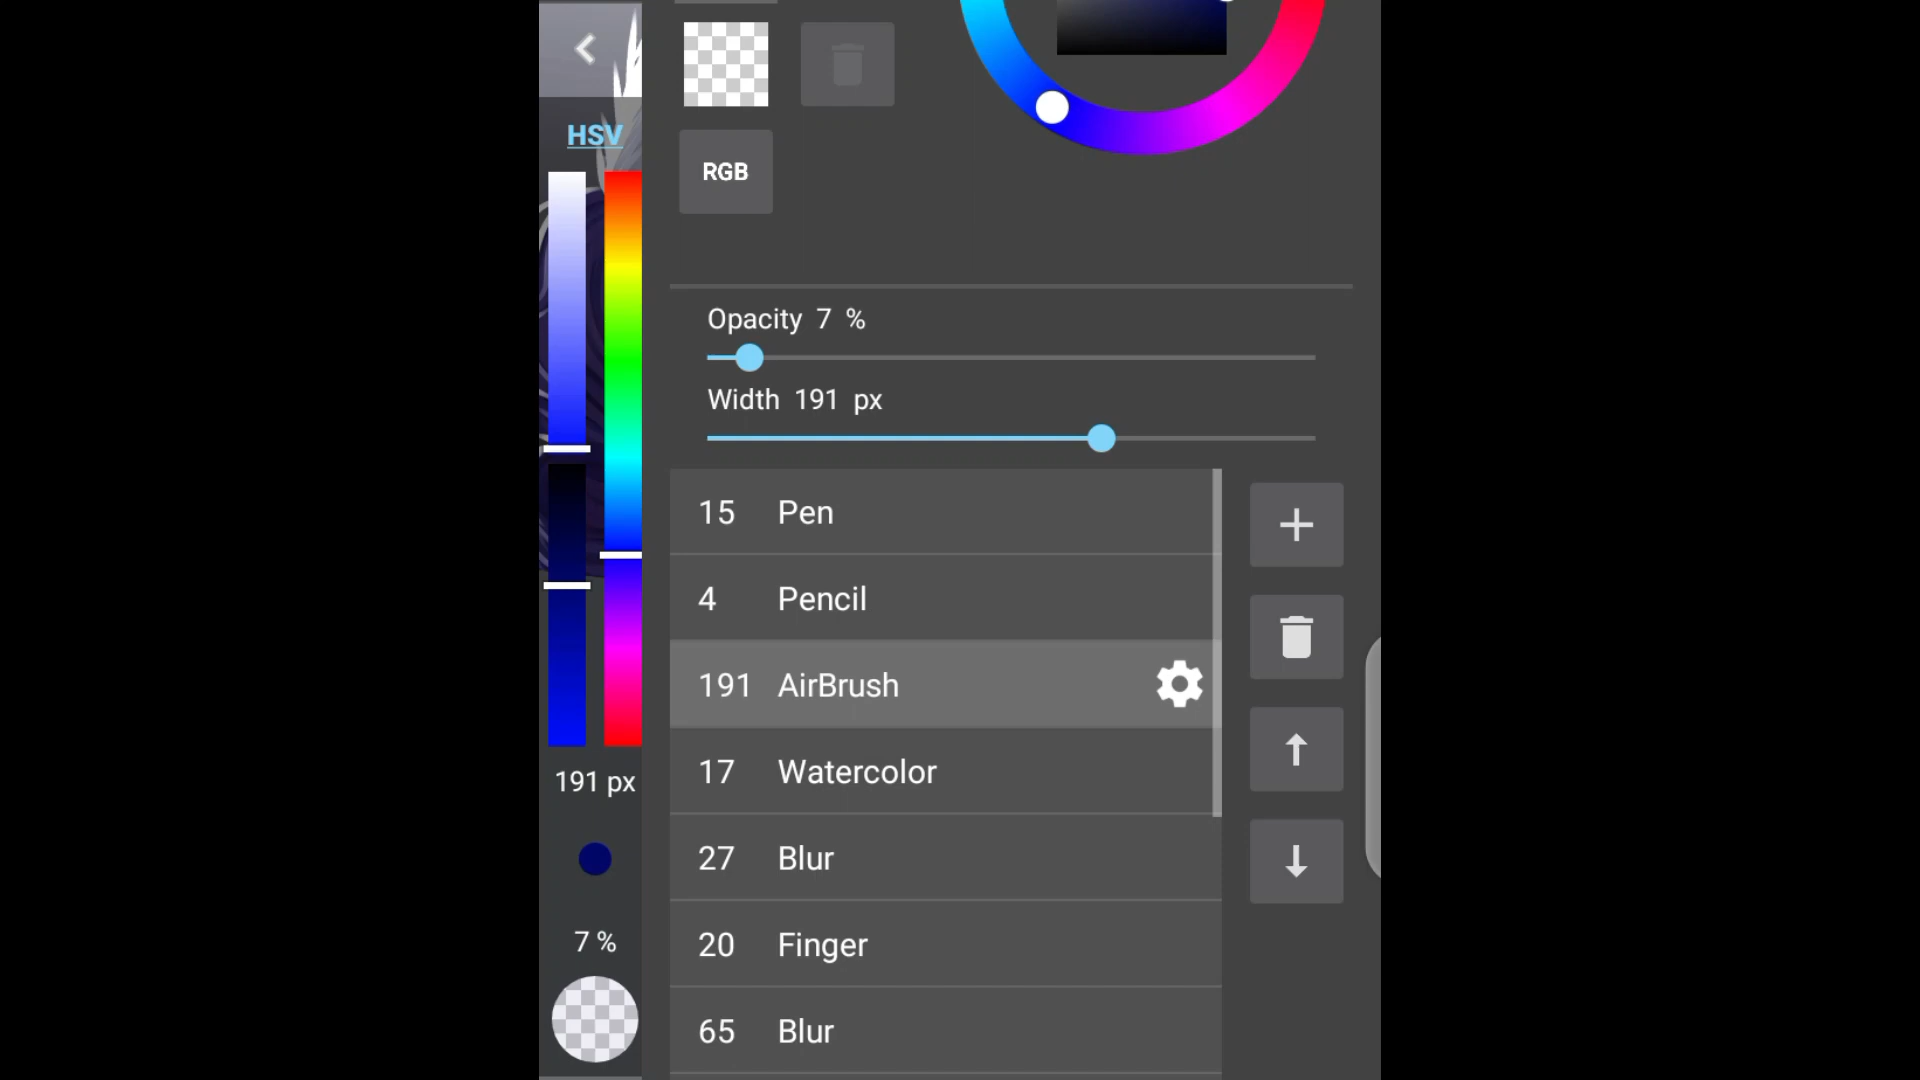 HSV
RGB
Opacity 7 %
Width 191 px
15 Pen
4 Pencil
191 AirBrush
17 Watercolor
191 px
27 Blur
7 %
20 Finger
65 Blur